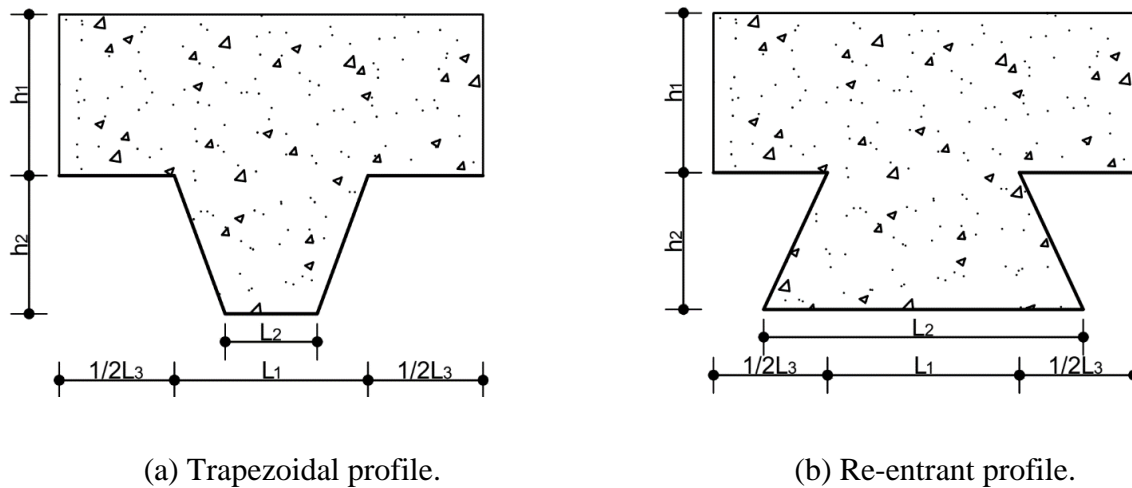 h1
h2
L2
1/2L3
L1
1/2L3
(a) Trapezoidal profile.
h1
h2
L2
1/2L3
L1
1/2L3
(b) Re-entrant profile.